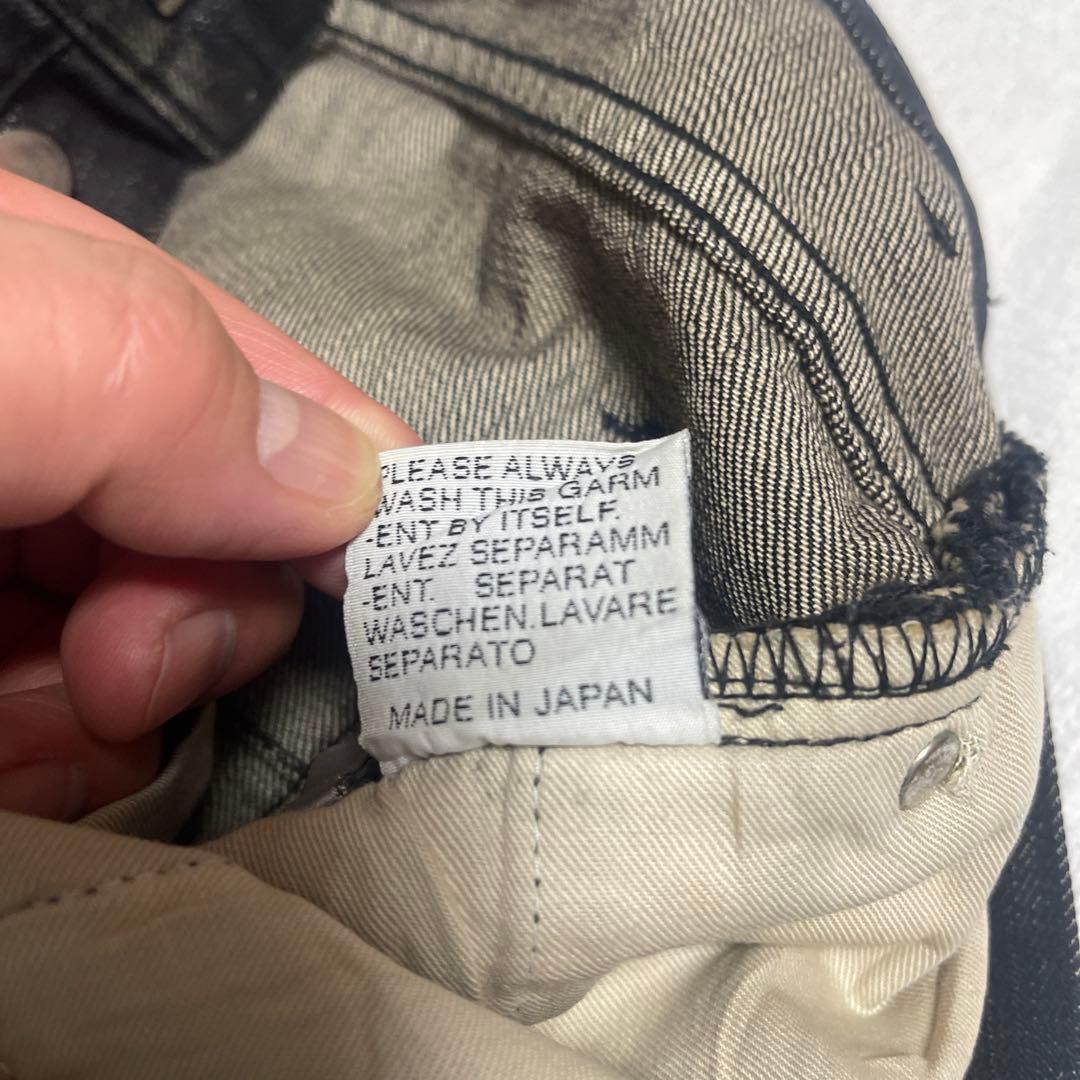 PLEASE ALWAYS
WASH THIS GARM
-ENT BY ITSELF.
LAVEZ SEPARAMM
-ENT. SEPARAT
WASCHEN.LAVARE
SEPARATO
MADE IN JAPAN